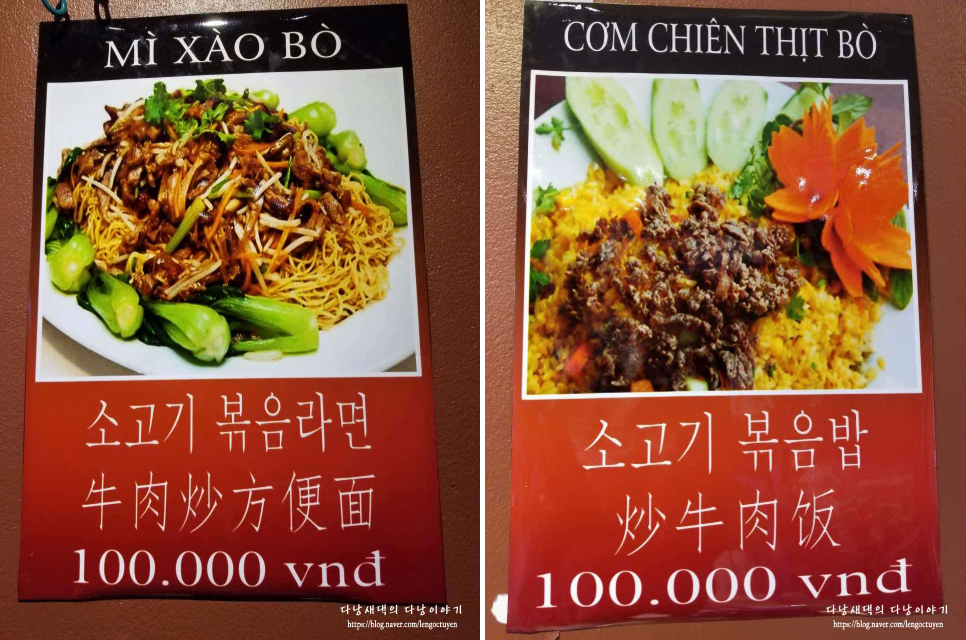 MÌ XÀO BÒ
소고기 볶음라면
牛肉炒方便面
100.000 vnđ
다낭새댁의 다낭이야기
https://blog.naver.com/lengoctuyen
CƠM CHIÊN THỊT BÒ
소고기 볶음밥
炒牛肉饭
100.000 vnđ
다낭새댁의 다낭이야기
https://blog.naver.com/lengoctuyen